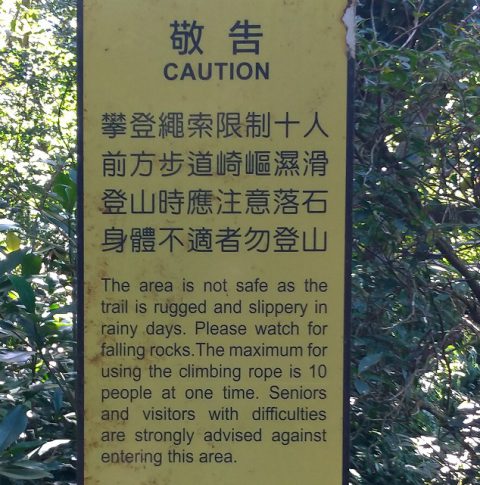 敬告
CAUTION
攀登繩索限制十人
前方步道崎嶇濕滑
登山時應注意落石
身體不適者勿登山
The area is not safe as the
trail is rugged and slippery in
rainy days. Please watch for
falling rocks.The maximum for
using the climbing rope is 10
people at one time. Seniors
and visitors with difficulties
are strongly advised against
entering this area.